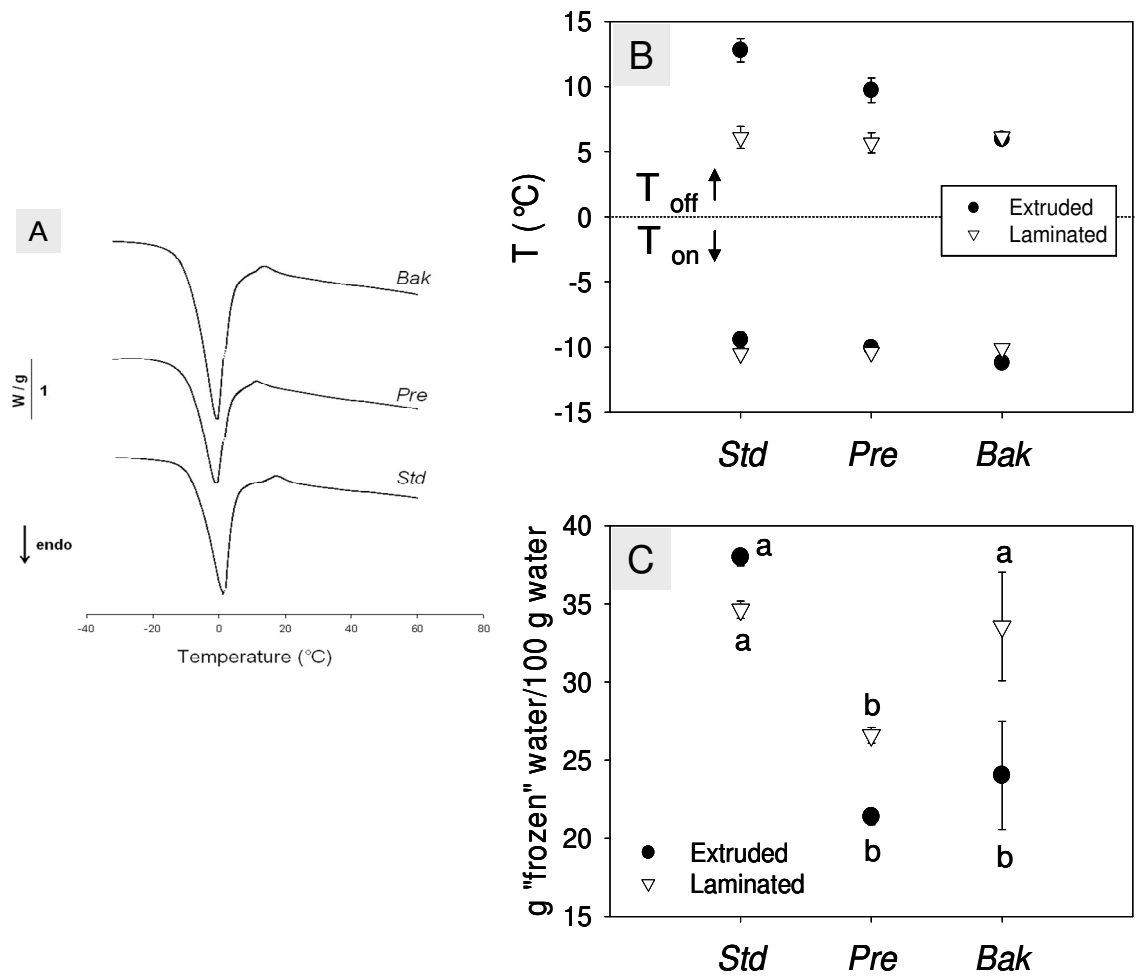 A
Bak
Pre
Std
W/g
1
endo
-40 -20 0 20 40 60 80
Temperature (°C)
B
15
10
5
0
-5
-10
-15
T (°C)
T off
T on
Extruded
Laminated
Std Pre Bak
C
40
35
30
25
20
15
g "frozen" water/100 g water
a
a
b
b
a
b
Extruded
Laminated
Std Pre Bak